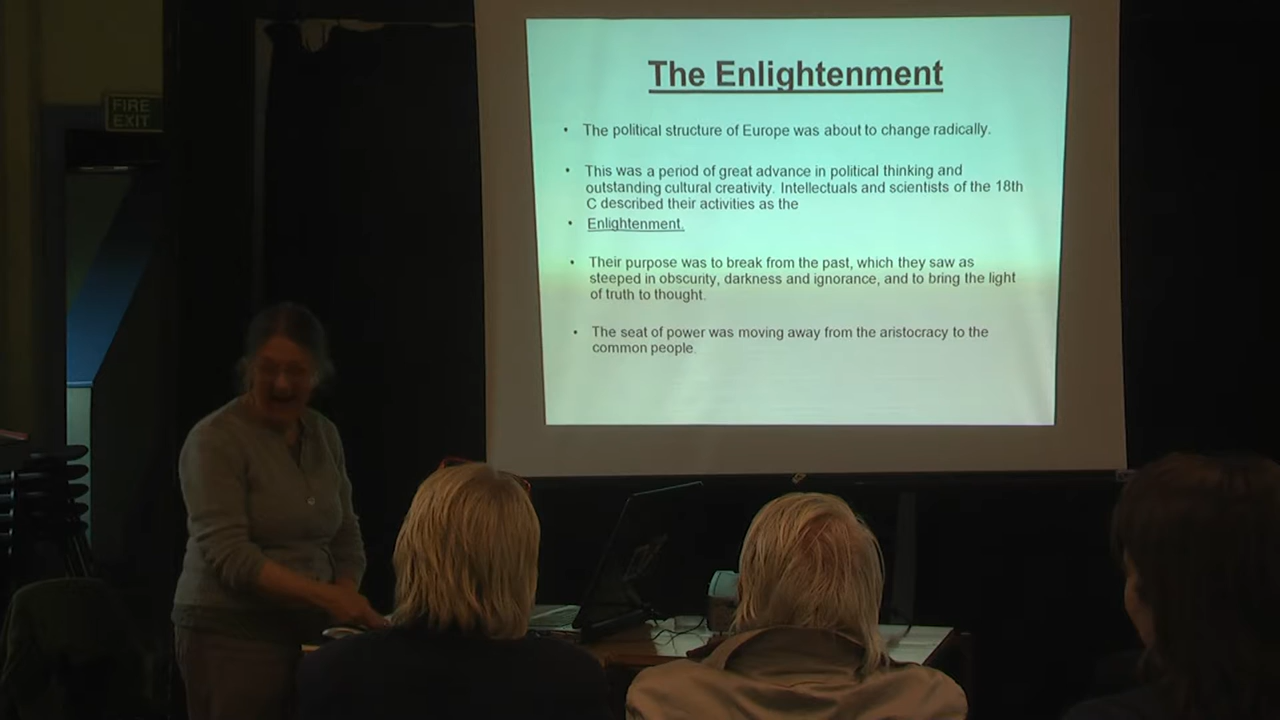 FIRE
EXIT
The Enlightenment
• The political structure of Europe was about to change radically.
• This was a period of great advance in political thinking and
outstanding cultural creativity. Intellectuals and scientists of the 18th
C described their activities as the
• Enlightenment.
• Their purpose was to break from the past, which they saw as
steeped in obscurity, darkness and ignorance, and to bring the light
of truth to thought.
• The seat of power was moving away from the aristocracy to the
common people.